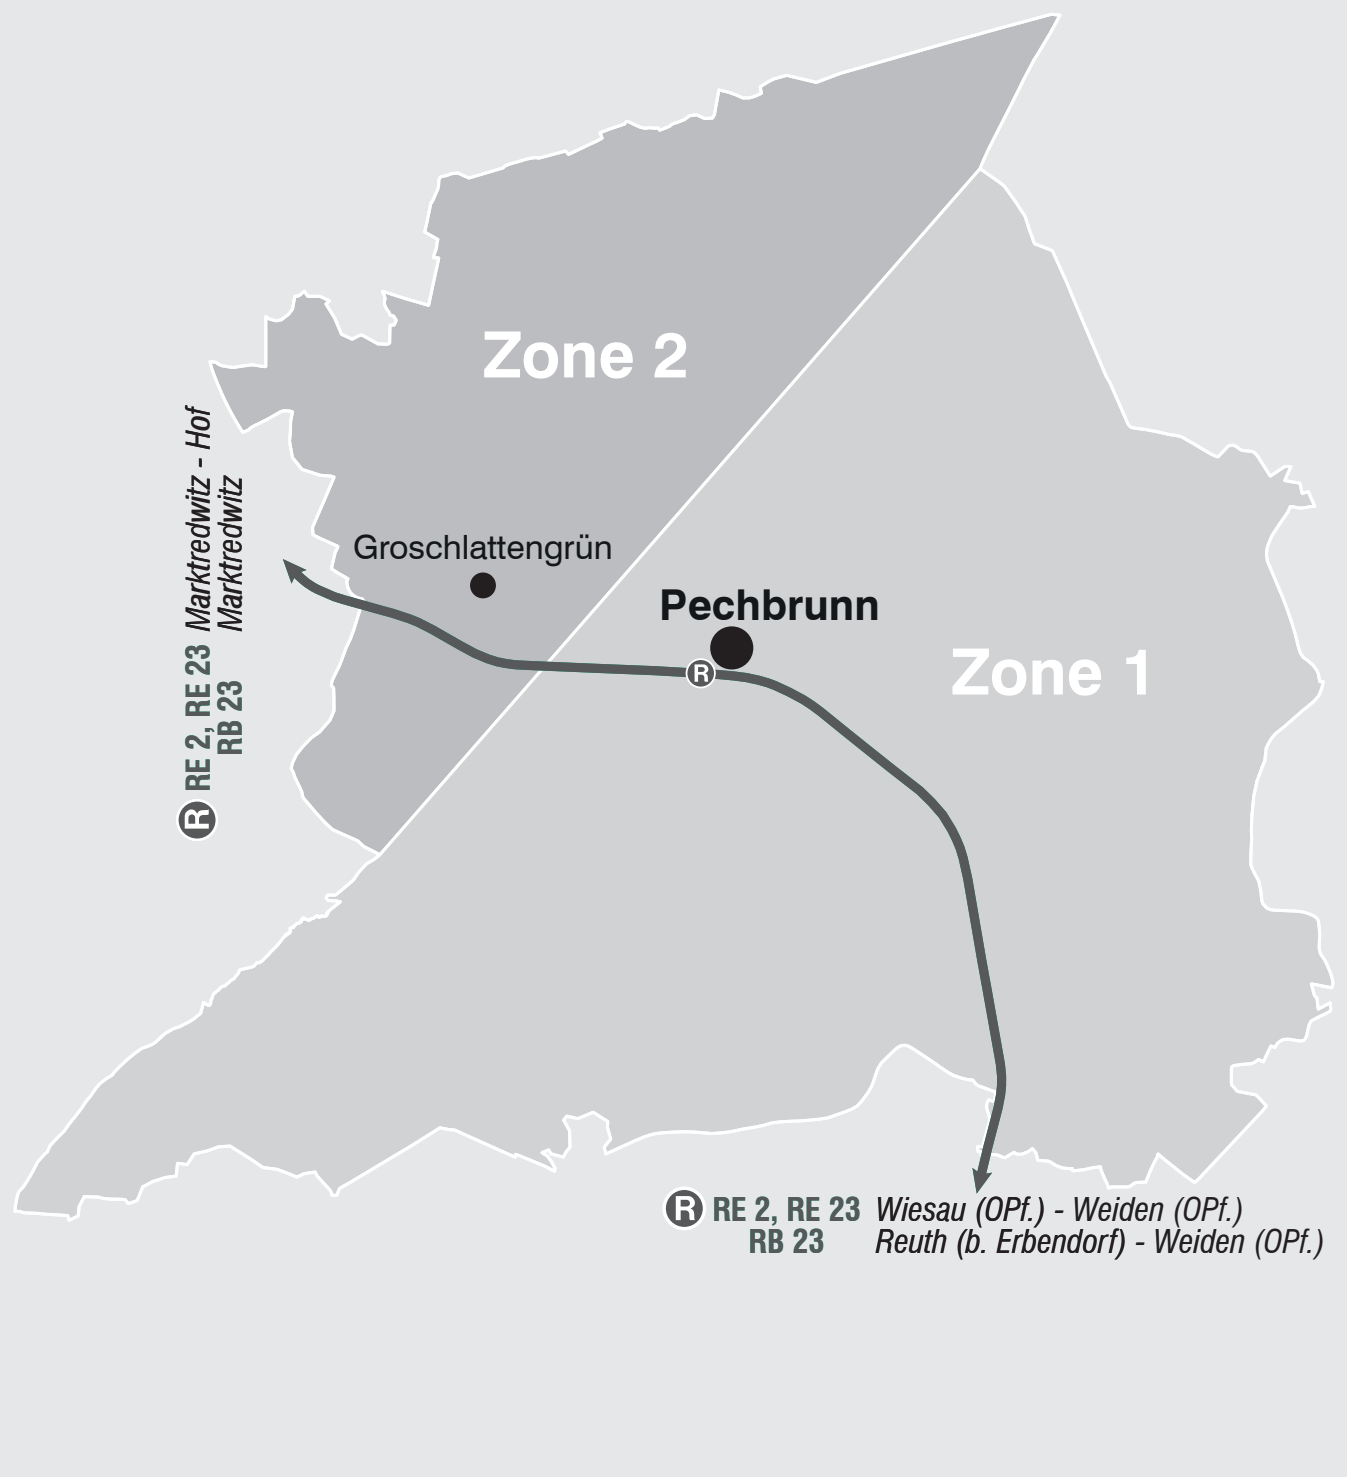 Zone 2
Groschlattengrün
Pechbrunn
Zone 1
R
R RE 2, RE 23 Marktredwitz - Hof
RB 23 Marktredwitz
R RE 2, RE 23 Wiesau (OPf.) - Weiden (OPf.)
RB 23 Reuth (b. Erbendorf) - Weiden (OPf.)